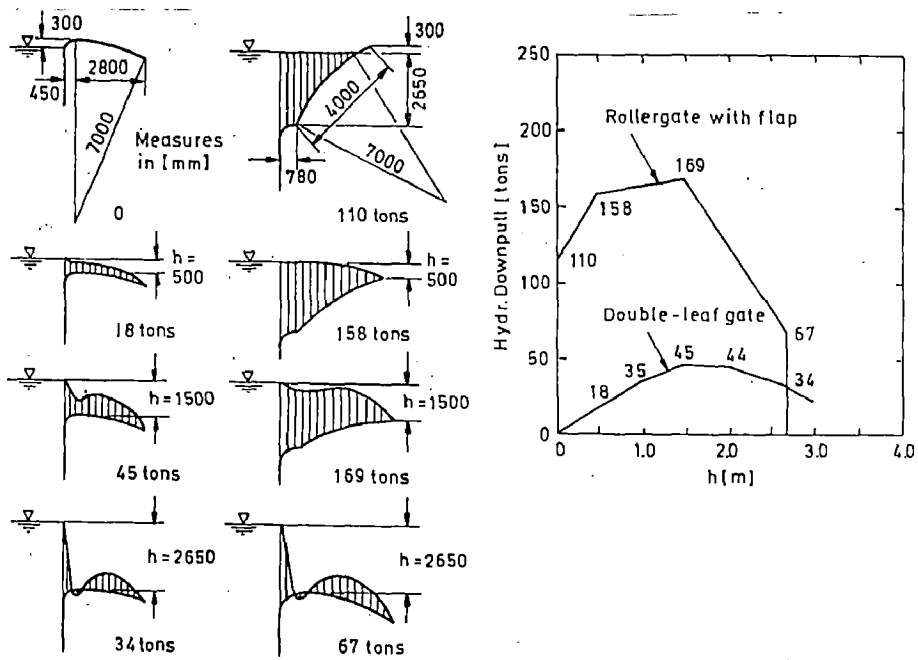 300
2800
450
7000
0
Measures
in [mm]
300
2650
4000
7000
780
110 tons
h =
500
18 tons
h =
500
158 tons
h=1500
45 tons
h=1500
169 tons
h=2650
34 tons
h=2650
67 tons
Hydr. Downpull [tons]
250
200
150
100
50
0
Rollergate with flap
169
158
110
67
Double-leaf gate
45
44
35
34
18
0
1.0
2.0
3.0
4.0
h [m]